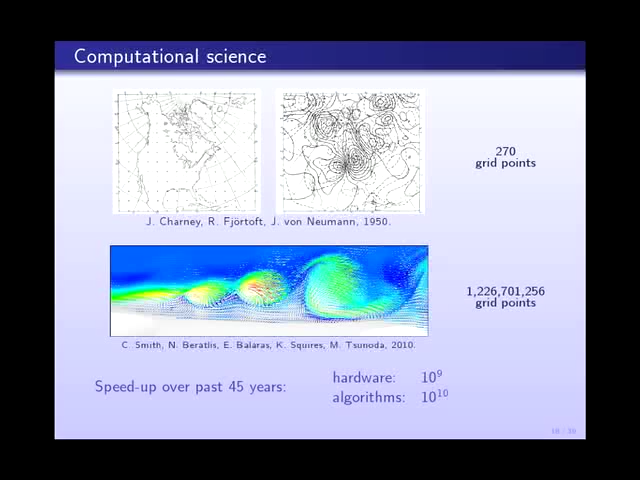 Computational science
270
grid points
J. Charney, R. Fjörtoft, J. von Neumann, 1950.
1,226,701,256
grid points
C. Smith, N. Beratlis, E. Balaras, K. Squires, M. Tsunoda, 2010.
Speed-up over past 45 years:
hardware: 10⁹
algorithms: 10¹⁰